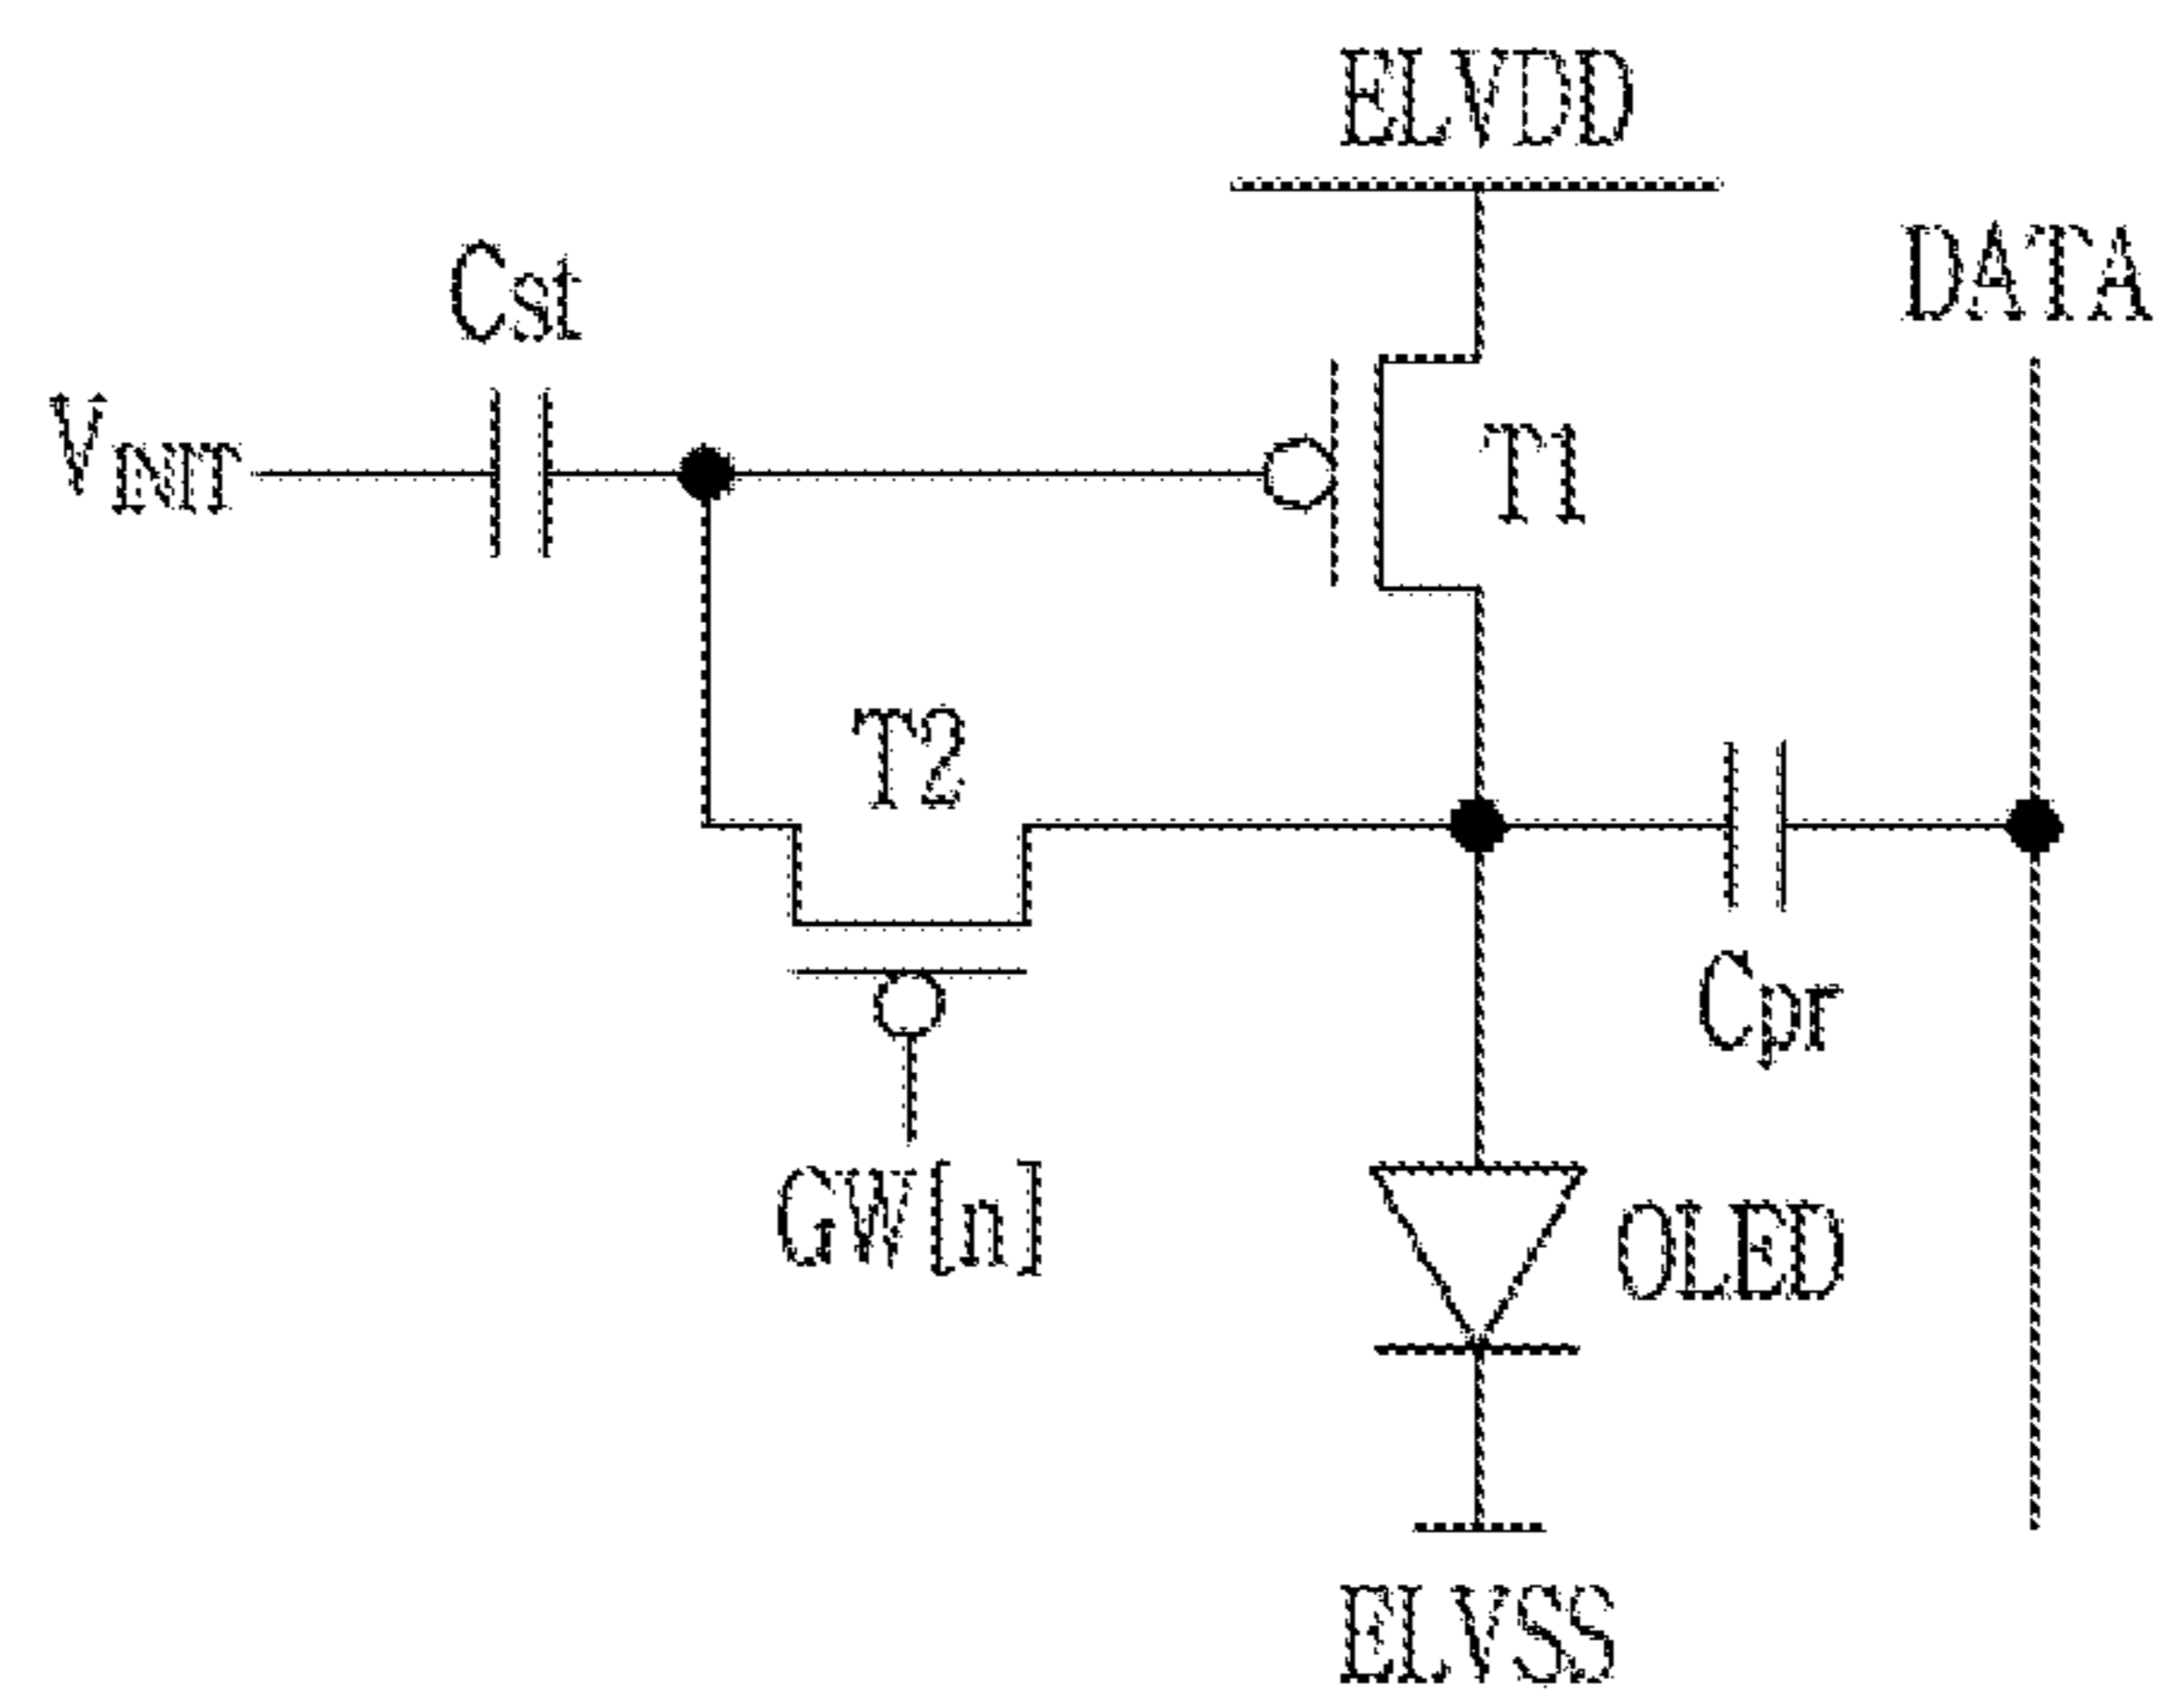 ELVDD
DATA
Cst
VINIT
T1
T2
Cpr
GW[n]
OLED
ELVSS